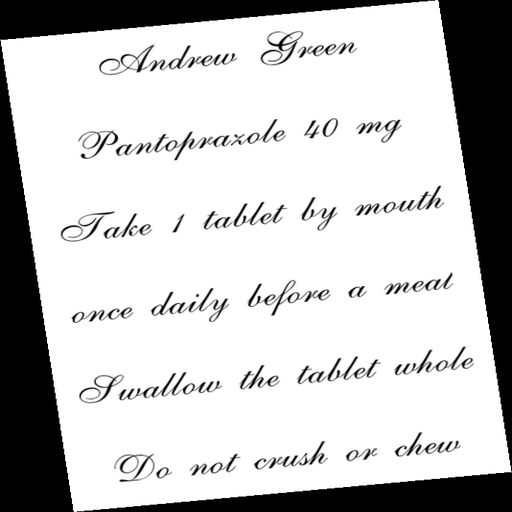 Andrew Green
Pantoprazole 40 mg
Take 1 tablet by mouth
once daily before a meal
Swallow the tablet whole
Do not crush or chew